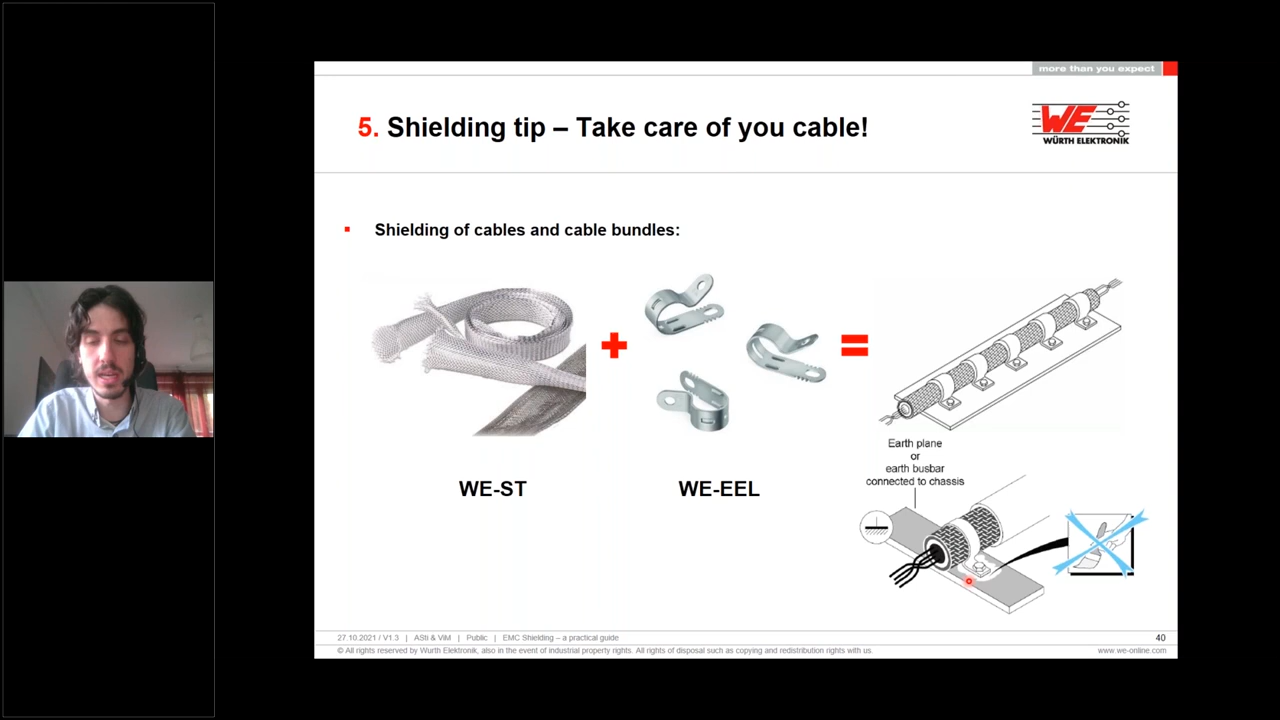 more than you expect
5. Shielding tip – Take care of you cable!
WE
WÜRTH ELEKTRONIK
Shielding of cables and cable bundles:
WE-ST
WE-EEL
Earth plane
or
earth busbar
connected to chassis
27.10.2021 / V1.3 | ASti & ViM | Public | EMC Shielding – a practical guide
40
© All rights reserved by Wurth Elektronik, also in the event of industrial property rights. All rights of disposal such as copying and redistribution rights with us.
www.we-online.com